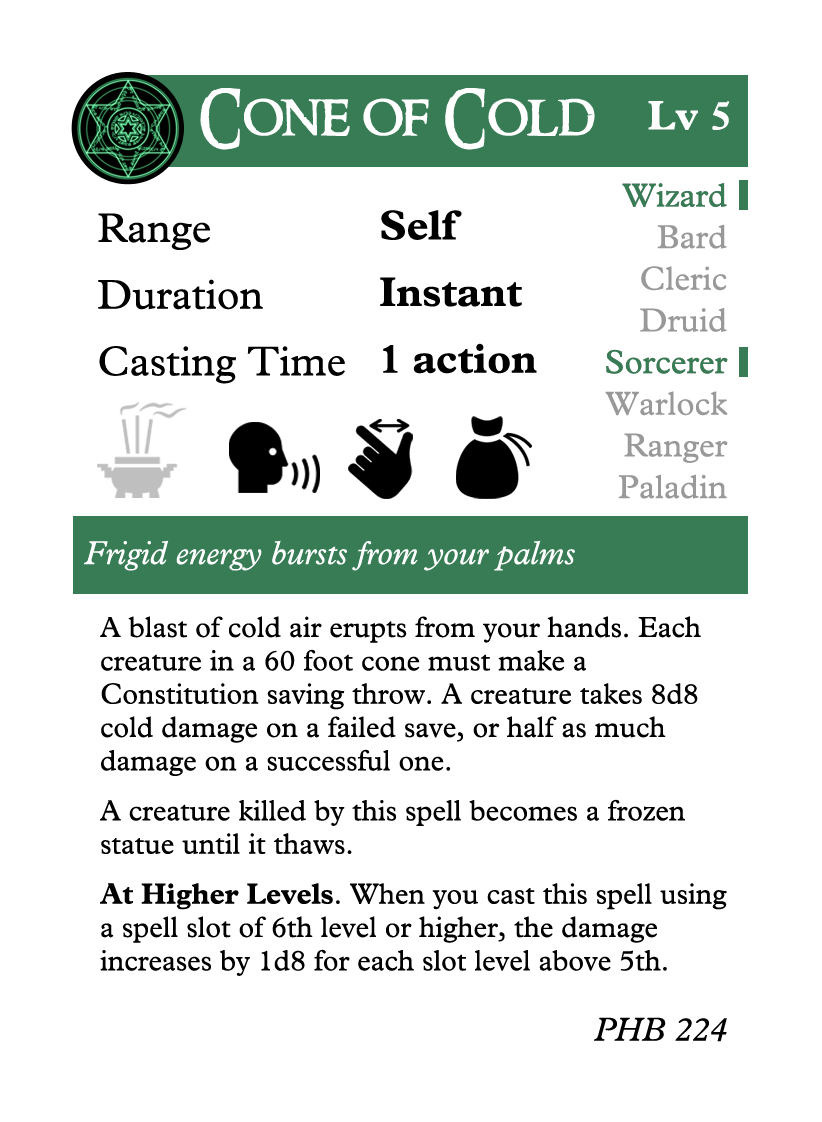 CONE OF COLD Lv 5
Wizard
Range Self
Bard
Cleric
Duration Instant
Druid
Casting Time 1 action
Sorcerer
Warlock
Ranger
Paladin
Frigid energy bursts from your palms
A blast of cold air erupts from your hands. Each
creature in a 60 foot cone must make a
Constitution saving throw. A creature takes 8d8
cold damage on a failed save, or half as much
damage on a successful one.
A creature killed by this spell becomes a frozen
statue until it thaws.
At Higher Levels. When you cast this spell using
a spell slot of 6th level or higher, the damage
increases by 1d8 for each slot level above 5th.
PHB 224